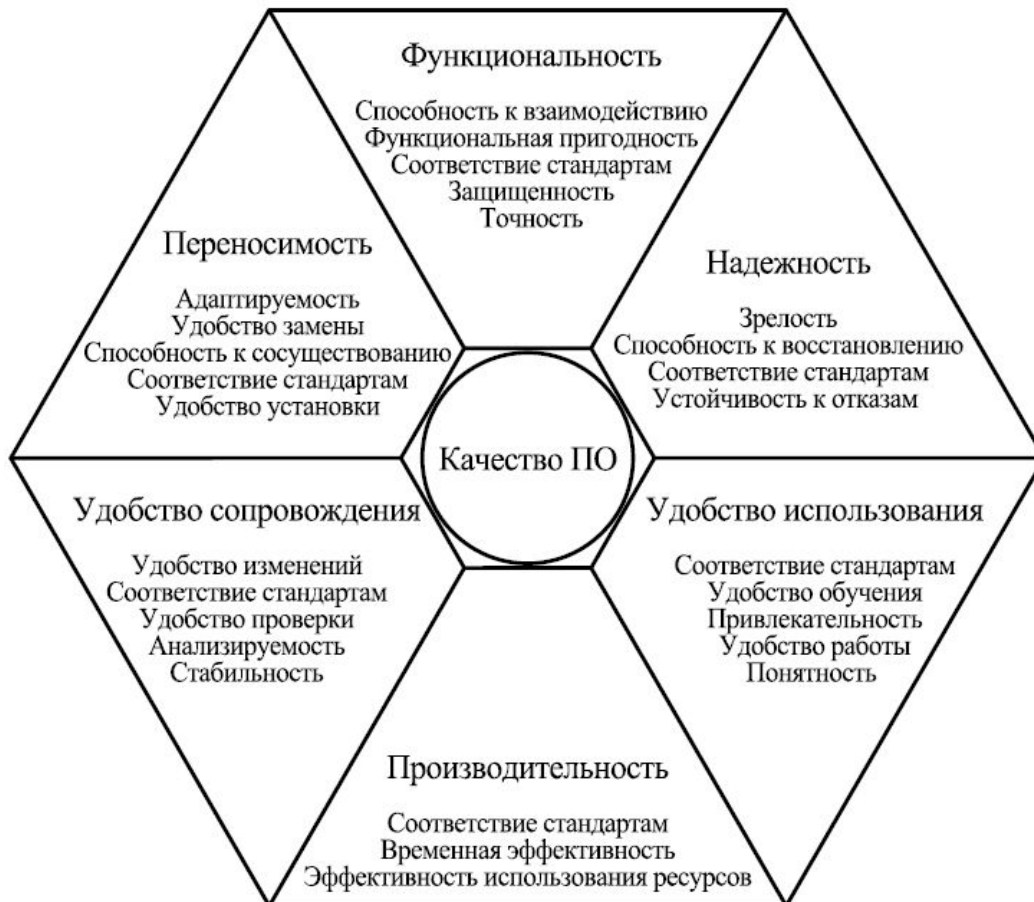 Функциональность
Способность к взаимодействию
Функциональная пригодность
Соответствие стандартам
Защищенность
Точность
Переносимость
Адаптируемость
Удобство замены
Способность к сосуществованию
Соответствие стандартам
Удобство установки
Надежность
Зрелость
Способность к восстановлению
Соответствие стандартам
Устойчивость к отказам
Качество ПО
Удобство сопровождения
Удобство изменений
Соответствие стандартам
Удобство проверки
Анализируемость
Стабильность
Удобство использования
Соответствие стандартам
Удобство обучения
Привлекательность
Удобство работы
Понятность
Производительность
Соответствие стандартам
Временная эффективность
Эффективность использования ресурсов